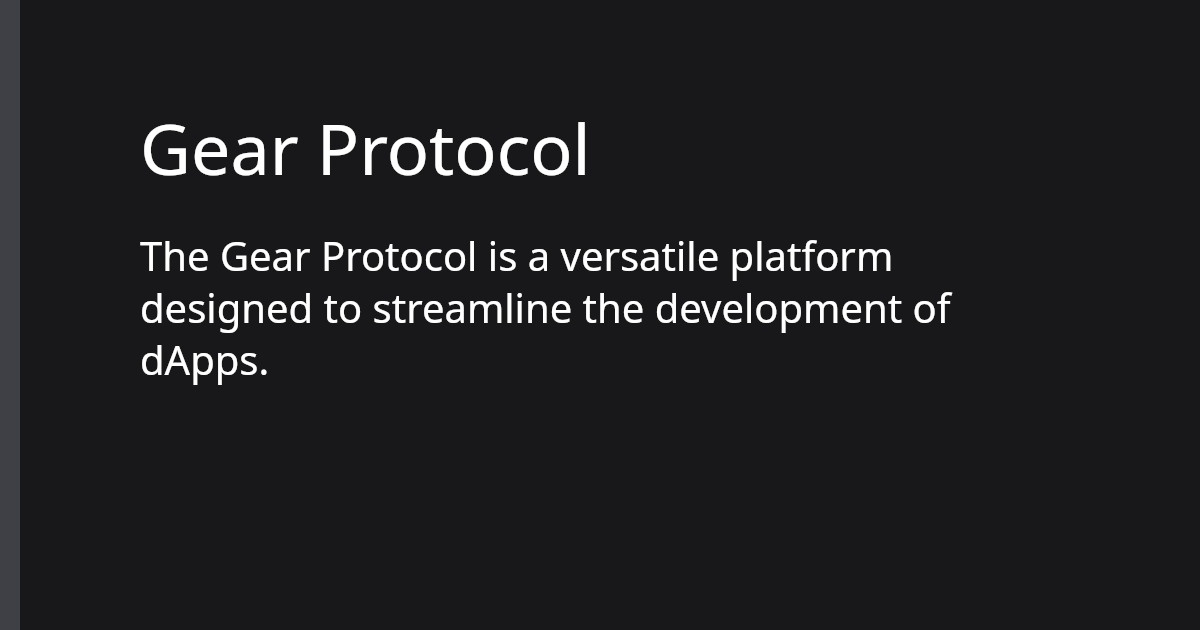 Gear Protocol
The Gear Protocol is a versatile platform
designed to streamline the development of
dApps.